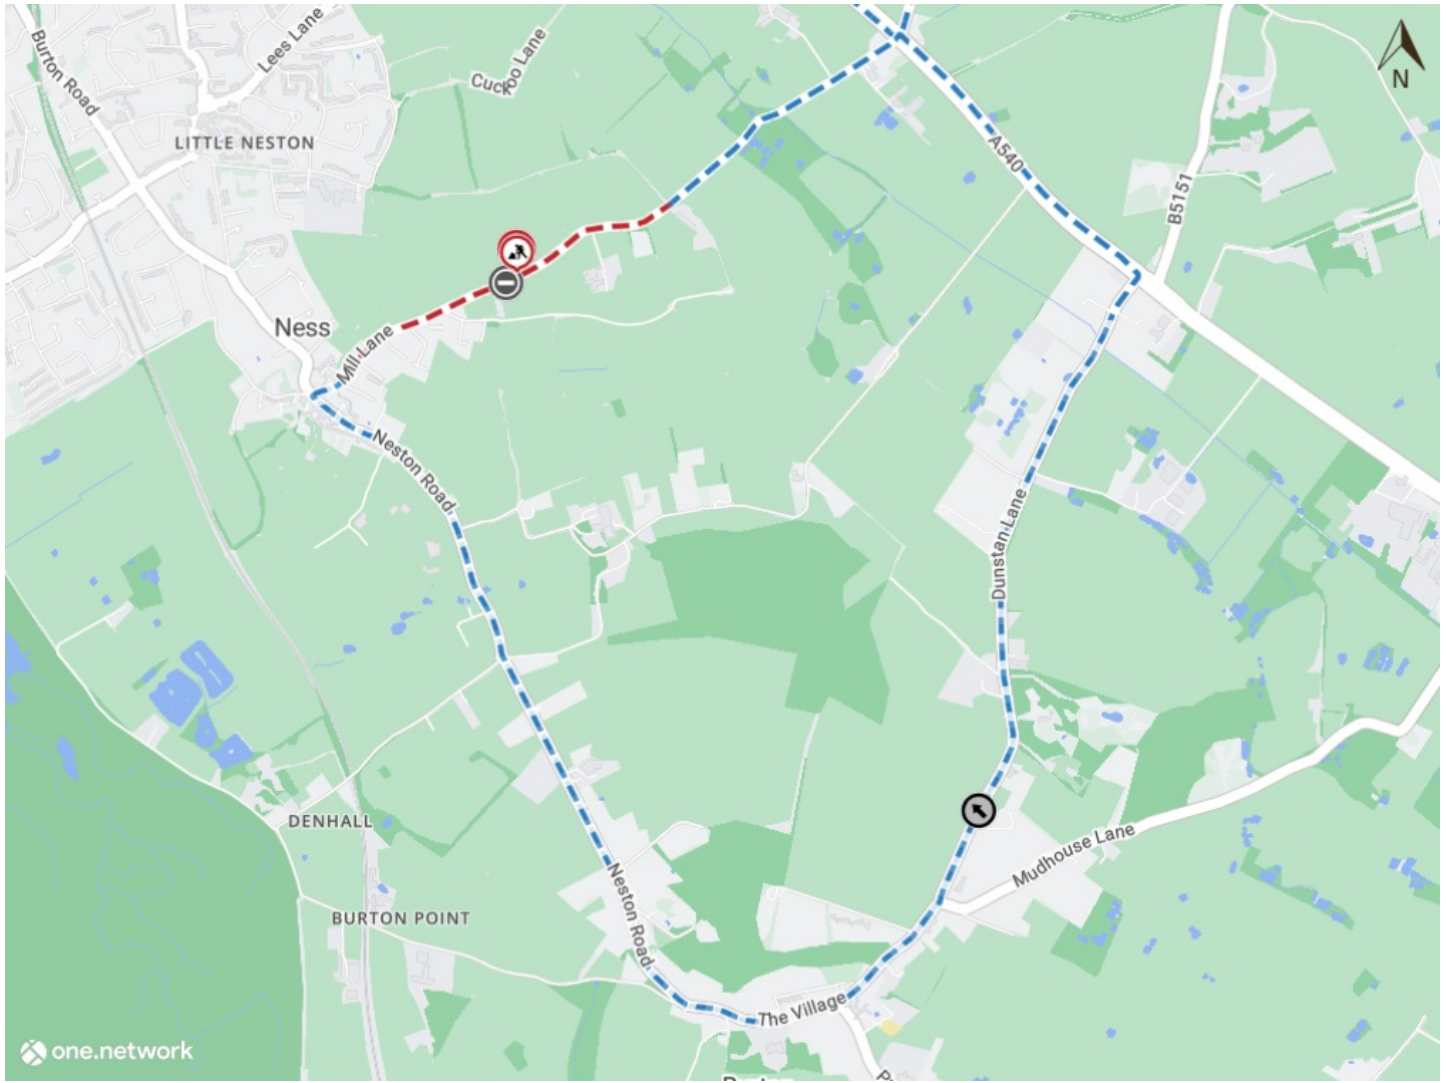 Burton Road
Lees Lane
Cuckoo Lane
N
LITTLE NESTON
A540
B5151
Ness
Mill Lane
Neston Road
Dunstan Lane
DENHALL
Mudhouse Lane
Neston Road
BURTON POINT
The Village
one.network